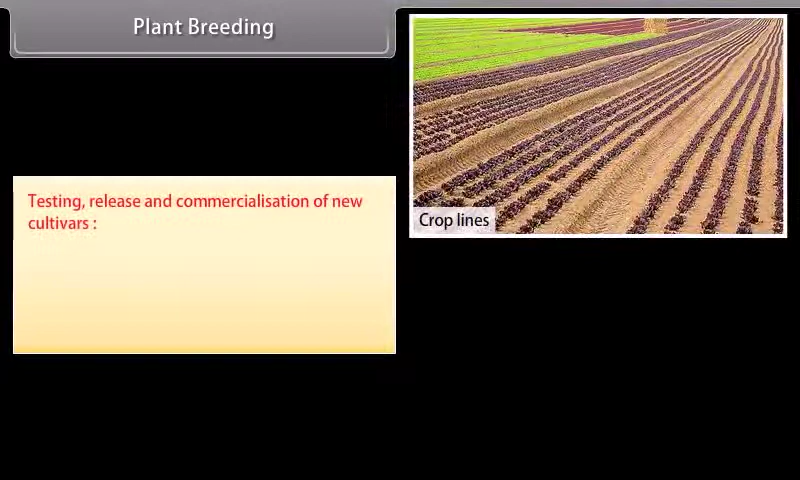 Plant Breeding
Testing, release and commercialisation of new
cultivars :
Crop lines